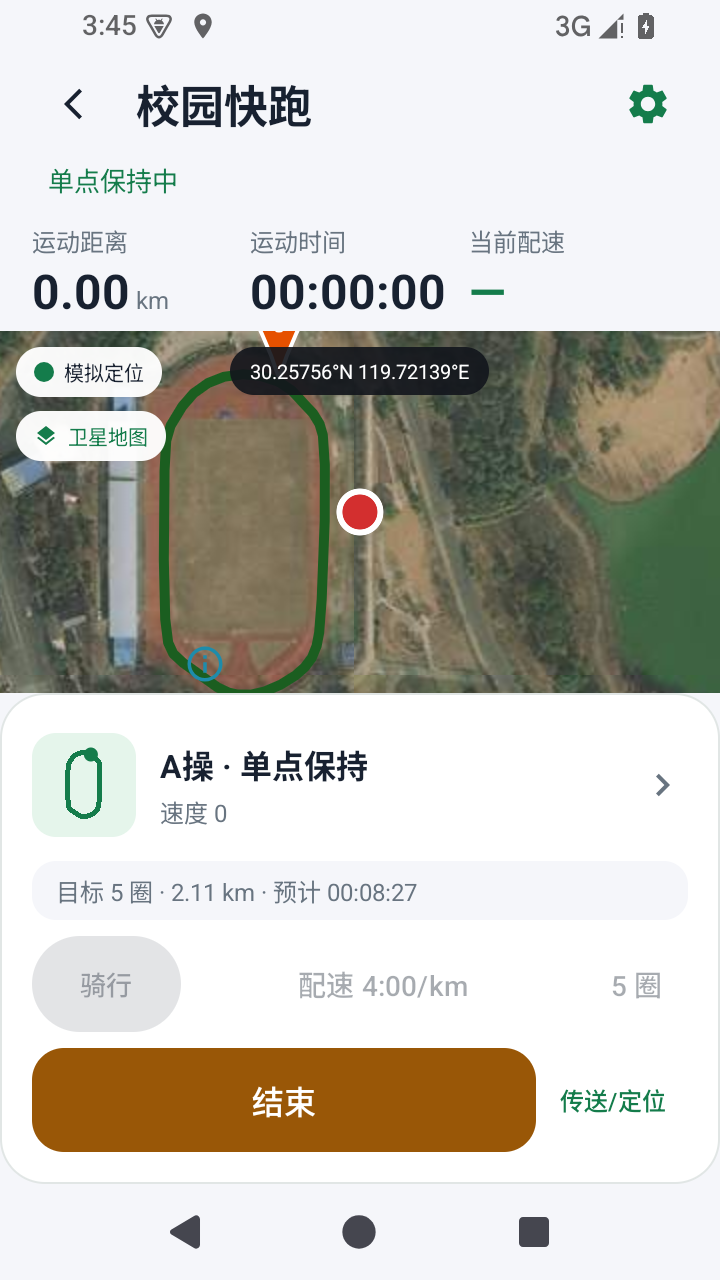 3:45
3G
校园快跑
单点保持中
运动距离 运动时间 当前配速
0.00 km 00:00:00 —
模拟定位
30.25756°N 119.72139°E
卫星地图
A操 · 单点保持
速度 0
目标 5 圈 · 2.11 km · 预计 00:08:27
骑行 配速 4:00/km 5 圈
结束 传送/定位